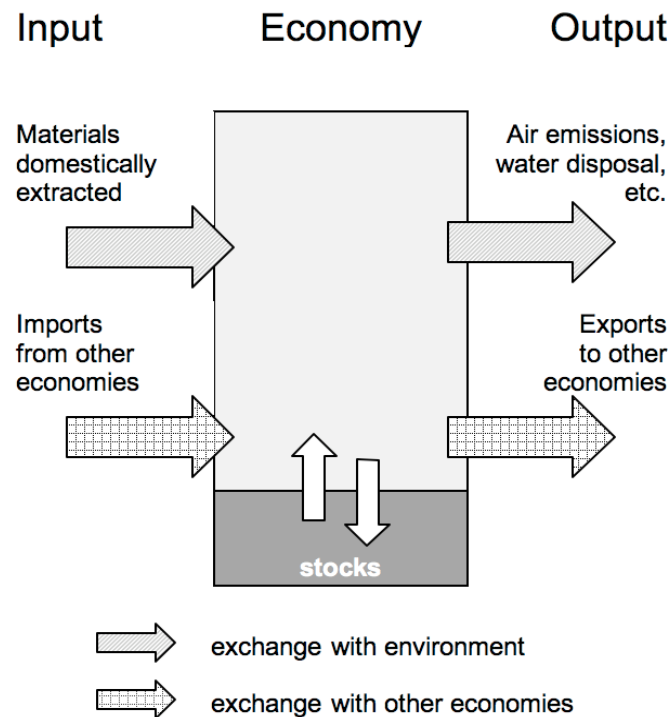 Input
Economy
Output
Materials
domestically
extracted
Air emissions,
water disposal,
etc.
Imports
from other
economies
Exports
to other
economies
stocks
exchange with environment
exchange with other economies